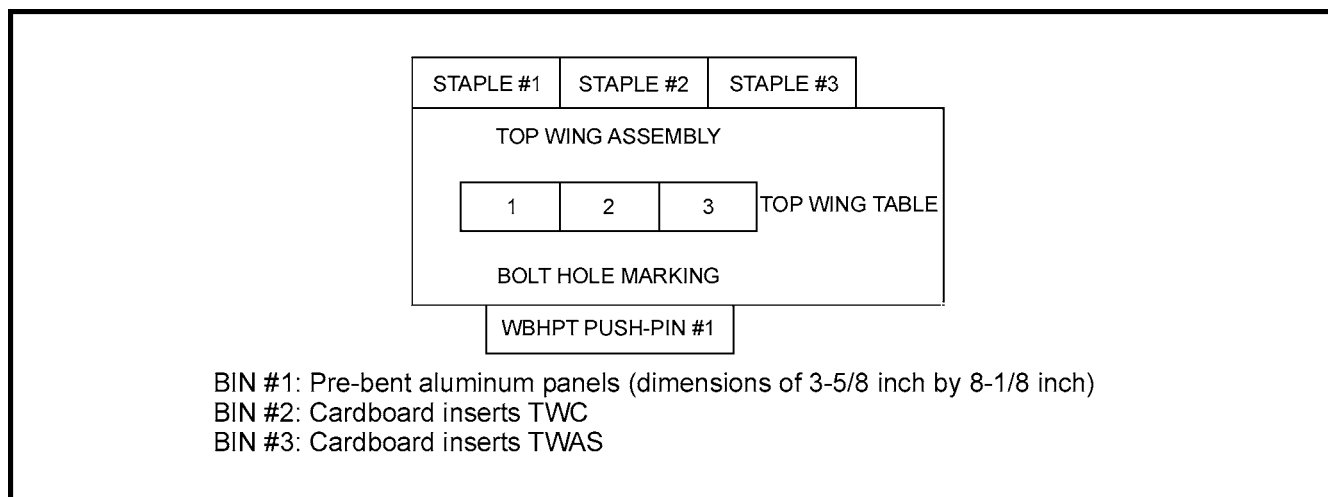 STAPLE #1 STAPLE #2 STAPLE #3
TOP WING ASSEMBLY
1 2 3 TOP WING TABLE
BOLT HOLE MARKING
WBHPT PUSH-PIN #1
BIN #1: Pre-bent aluminum panels (dimensions of 3-5/8 inch by 8-1/8 inch)
BIN #2: Cardboard inserts TWC
BIN #3: Cardboard inserts TWAS